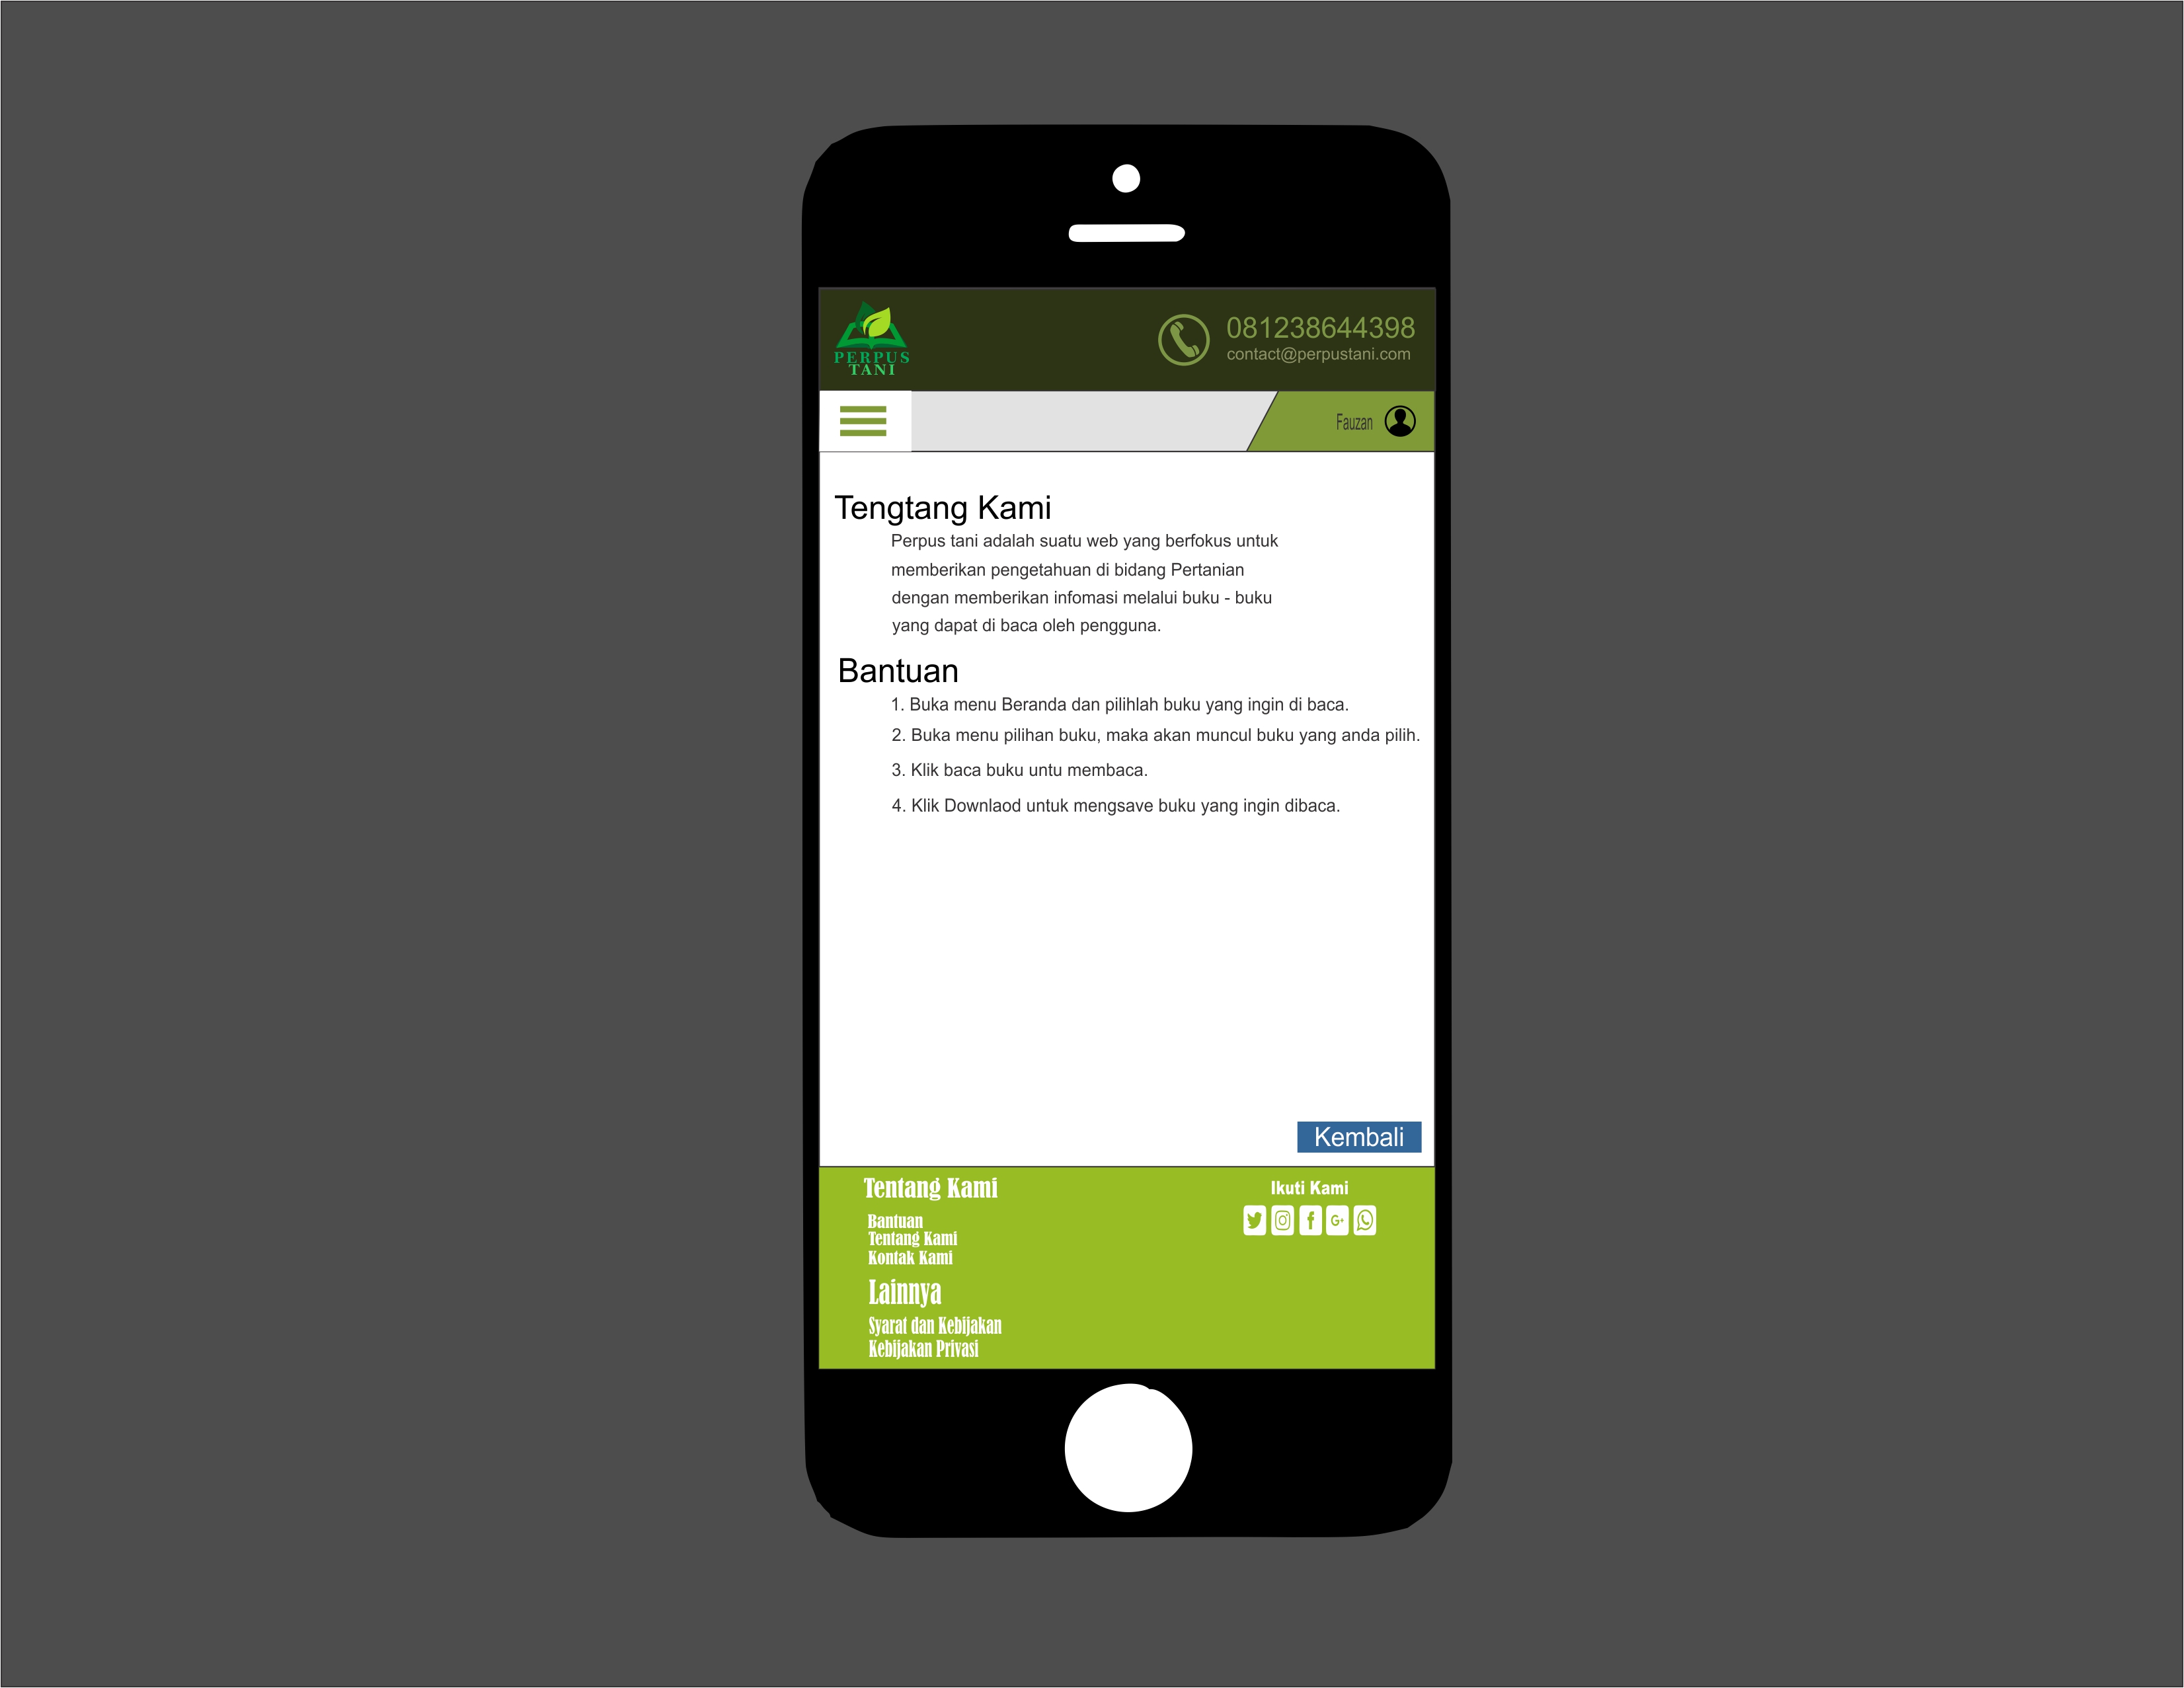 PERPUS
TANI
081238644398
contact@perpustani.com
Fauzan
Tengtang Kami
Perpus tani adalah suatu web yang berfokus untuk
memberikan pengetahuan di bidang Pertanian
dengan memberikan infomasi melalui buku - buku
yang dapat di baca oleh pengguna.
Bantuan
1. Buka menu Beranda dan pilihlah buku yang ingin di baca.
2. Buka menu pilihan buku, maka akan muncul buku yang anda pilih.
3. Klik baca buku untu membaca.
4. Klik Downlaod untuk mengsave buku yang ingin dibaca.
Kembali
Tentang Kami
Bantuan
Tentang Kami
Kontak Kami
Lainnya
Syarat dan Kebijakan
Kebijakan Privasi
Ikuti Kami
G+